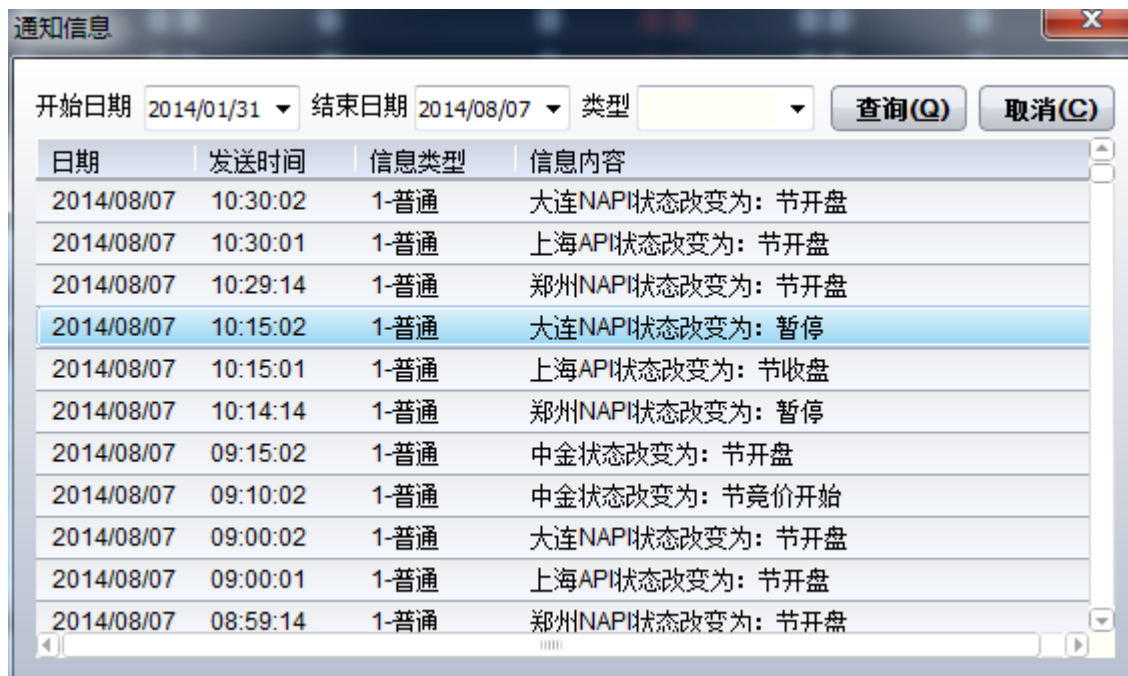 通知信息
开始日期 2014/01/31 结束日期 2014/08/07 类型 查询(Q) 取消(C)
日期 发送时间 信息类型 信息内容
2014/08/07 10:30:02 1-普通 大连NAPI状态改变为：节开盘
2014/08/07 10:30:01 1-普通 上海API状态改变为：节开盘
2014/08/07 10:29:14 1-普通 郑州NAPI状态改变为：节开盘
2014/08/07 10:15:02 1-普通 大连NAPI状态改变为：暂停
2014/08/07 10:15:01 1-普通 上海API状态改变为：节收盘
2014/08/07 10:14:14 1-普通 郑州NAPI状态改变为：暂停
2014/08/07 09:15:02 1-普通 中金状态改变为：节开盘
2014/08/07 09:10:02 1-普通 中金状态改变为：节竞价开始
2014/08/07 09:00:02 1-普通 大连NAPI状态改变为：节开盘
2014/08/07 09:00:01 1-普通 上海API状态改变为：节开盘
2014/08/07 08:59:14 1-普通 郑州NAPI状态改变为：节开盘